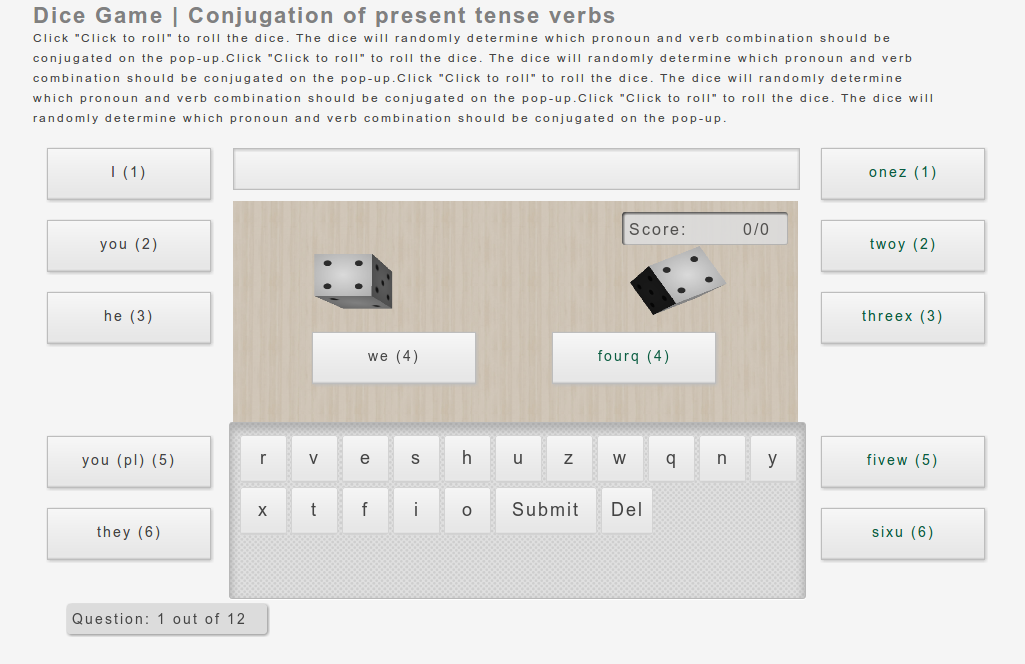 Dice Game | Conjugation of present tense verbs
Click "Click to roll" to roll the dice. The dice will randomly determine which pronoun and verb combination should be
conjugated on the pop-up.Click "Click to roll" to roll the dice. The dice will randomly determine which pronoun and verb
combination should be conjugated on the pop-up.Click "Click to roll" to roll the dice. The dice will randomly determine
which pronoun and verb combination should be conjugated on the pop-up.Click "Click to roll" to roll the dice. The dice will
randomly determine which pronoun and verb combination should be conjugated on the pop-up.
I (1)
onez (1)
Score: 0/0
you (2)
twoy (2)
he (3)
threex (3)
we (4)
fourq (4)
you (pl) (5)
r v e s h u z w q n y
fivew (5)
x t f i o Submit Del
they (6)
sixu (6)
Question: 1 out of 12